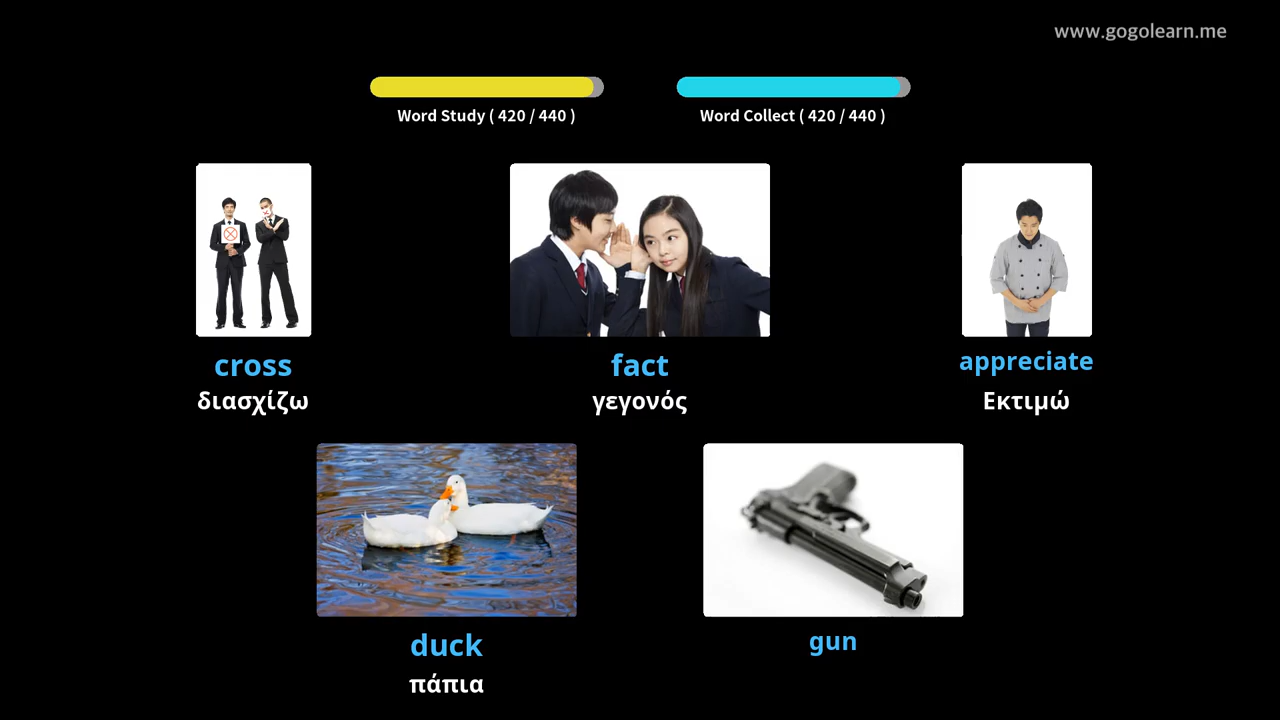 www.gogolearn.me
Word Study ( 420 / 440 )
Word Collect ( 420 / 440 )
cross
διασχίζω
fact
γεγονός
appreciate
Εκτιμώ
duck
πάπια
gun